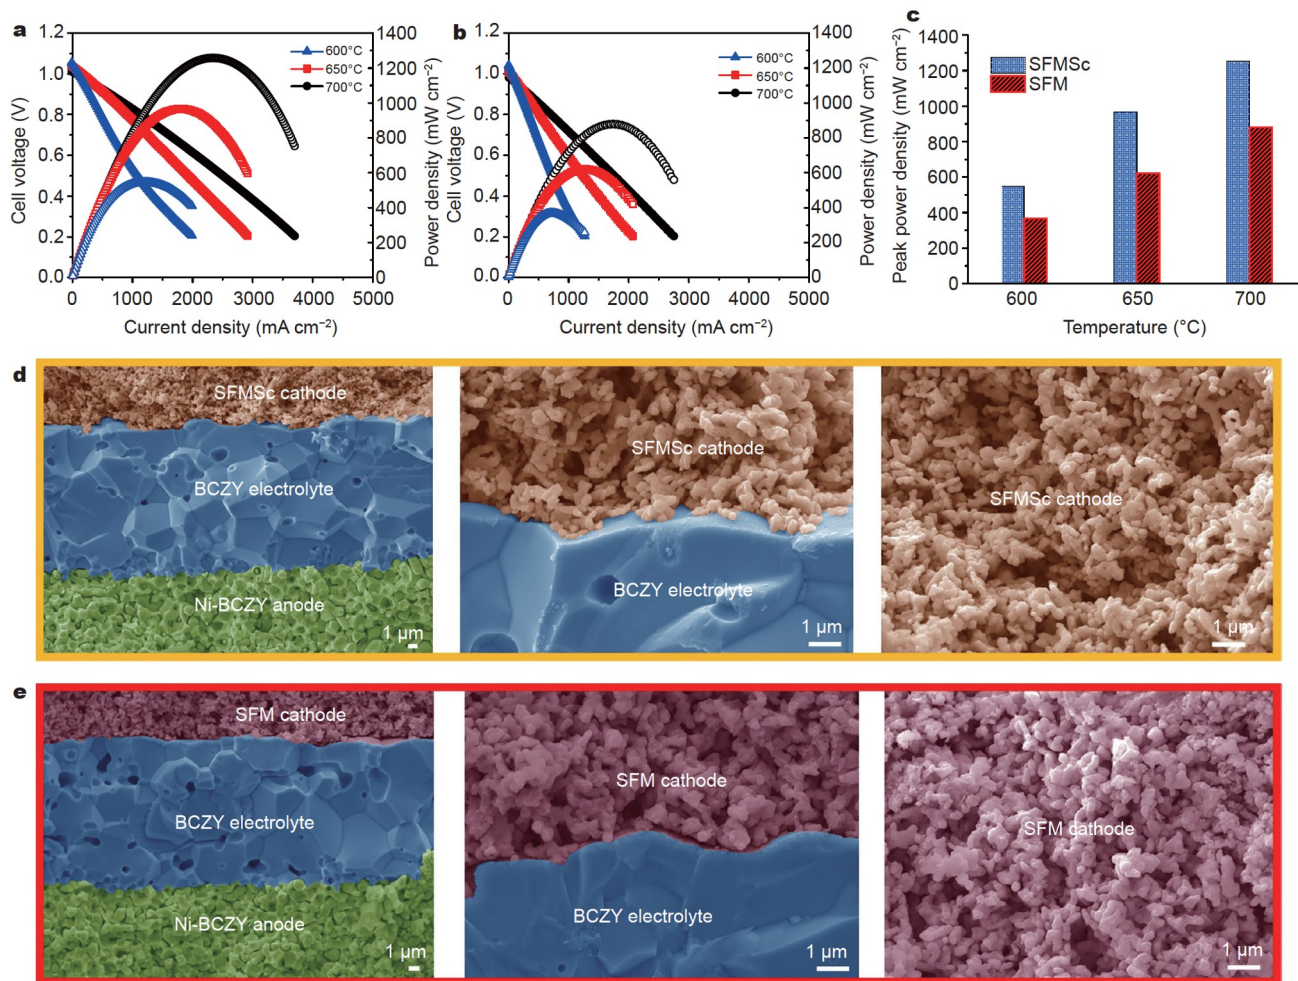 a
1.2
1.0
0.8
0.6
0.4
0.2
0.0
Cell voltage (V)
600°C
650°C
700°C
1400
1200
1000
800
600
400
200
0
Power density (mW cm−2)
0 1000 2000 3000 4000 5000
Current density (mA cm−2)
b
1.2
1.0
0.8
0.6
0.4
0.2
0.0
Cell voltage (V)
600°C
650°C
700°C
1400
1200
1000
800
600
400
200
0
Power density (mW cm−2)
0 1000 2000 3000 4000 5000
Current density (mA cm−2)
c
1400
1200
1000
800
600
400
200
0
Peak power density (mW cm−2)
SFMSc
SFM
600 650 700
Temperature (°C)
d
SFMSc cathode
BCZY electrolyte
Ni-BCZY anode
1 μm
SFMSc cathode
BCZY electrolyte
1 μm
SFMSc cathode
1 μm
e
SFM cathode
BCZY electrolyte
Ni-BCZY anode
1 μm
SFM cathode
BCZY electrolyte
1 μm
SFM cathode
1 μm